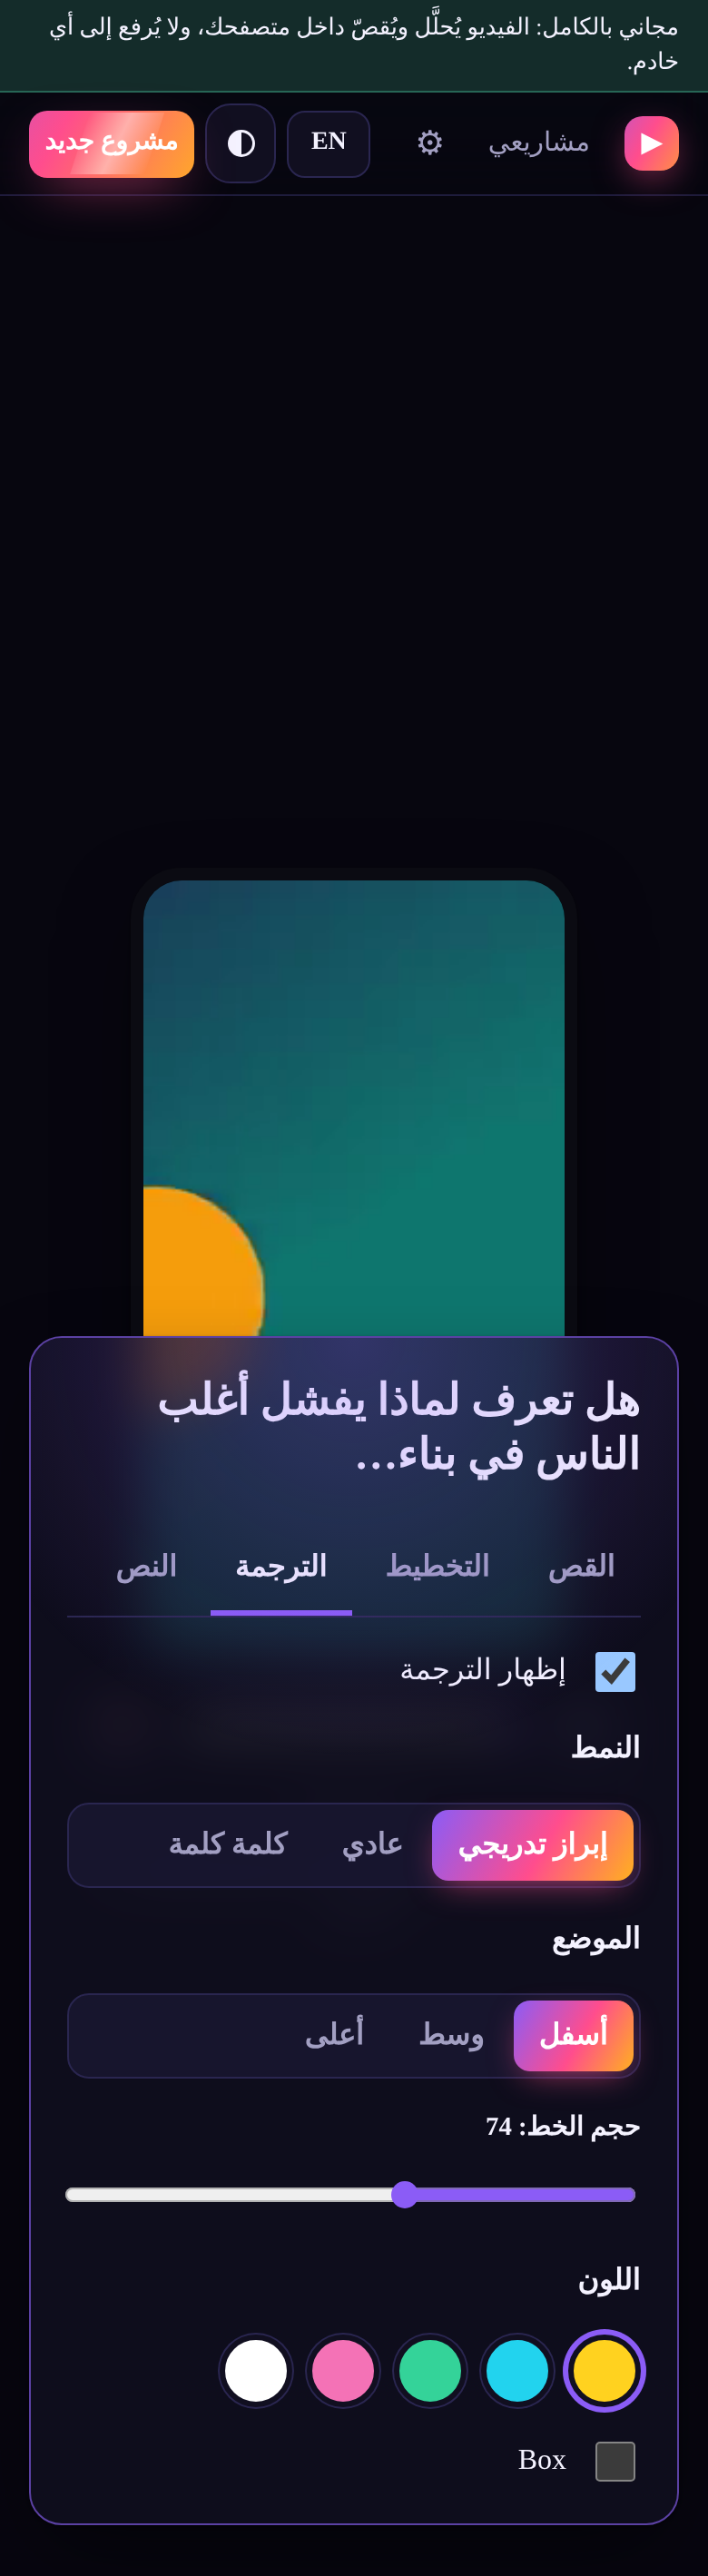 مجاني بالكامل: الفيديو يُحلَّل ويُقصّ داخل متصفحك، ولا يُرفع إلى أي
خادم.
مشاريعي
EN
مشروع جديد
هل تعرف لماذا يفشل أغلب
الناس في بناء…
القص التخطيط الترجمة النص
إظهار الترجمة
النمط
إبراز تدريجي عادي كلمة كلمة
الموضع
أسفل وسط أعلى
حجم الخط: 74
اللون
Box